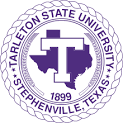 TARLETON STATE UNIVERSITY
T
1899
STEPHENVILLE, TEXAS